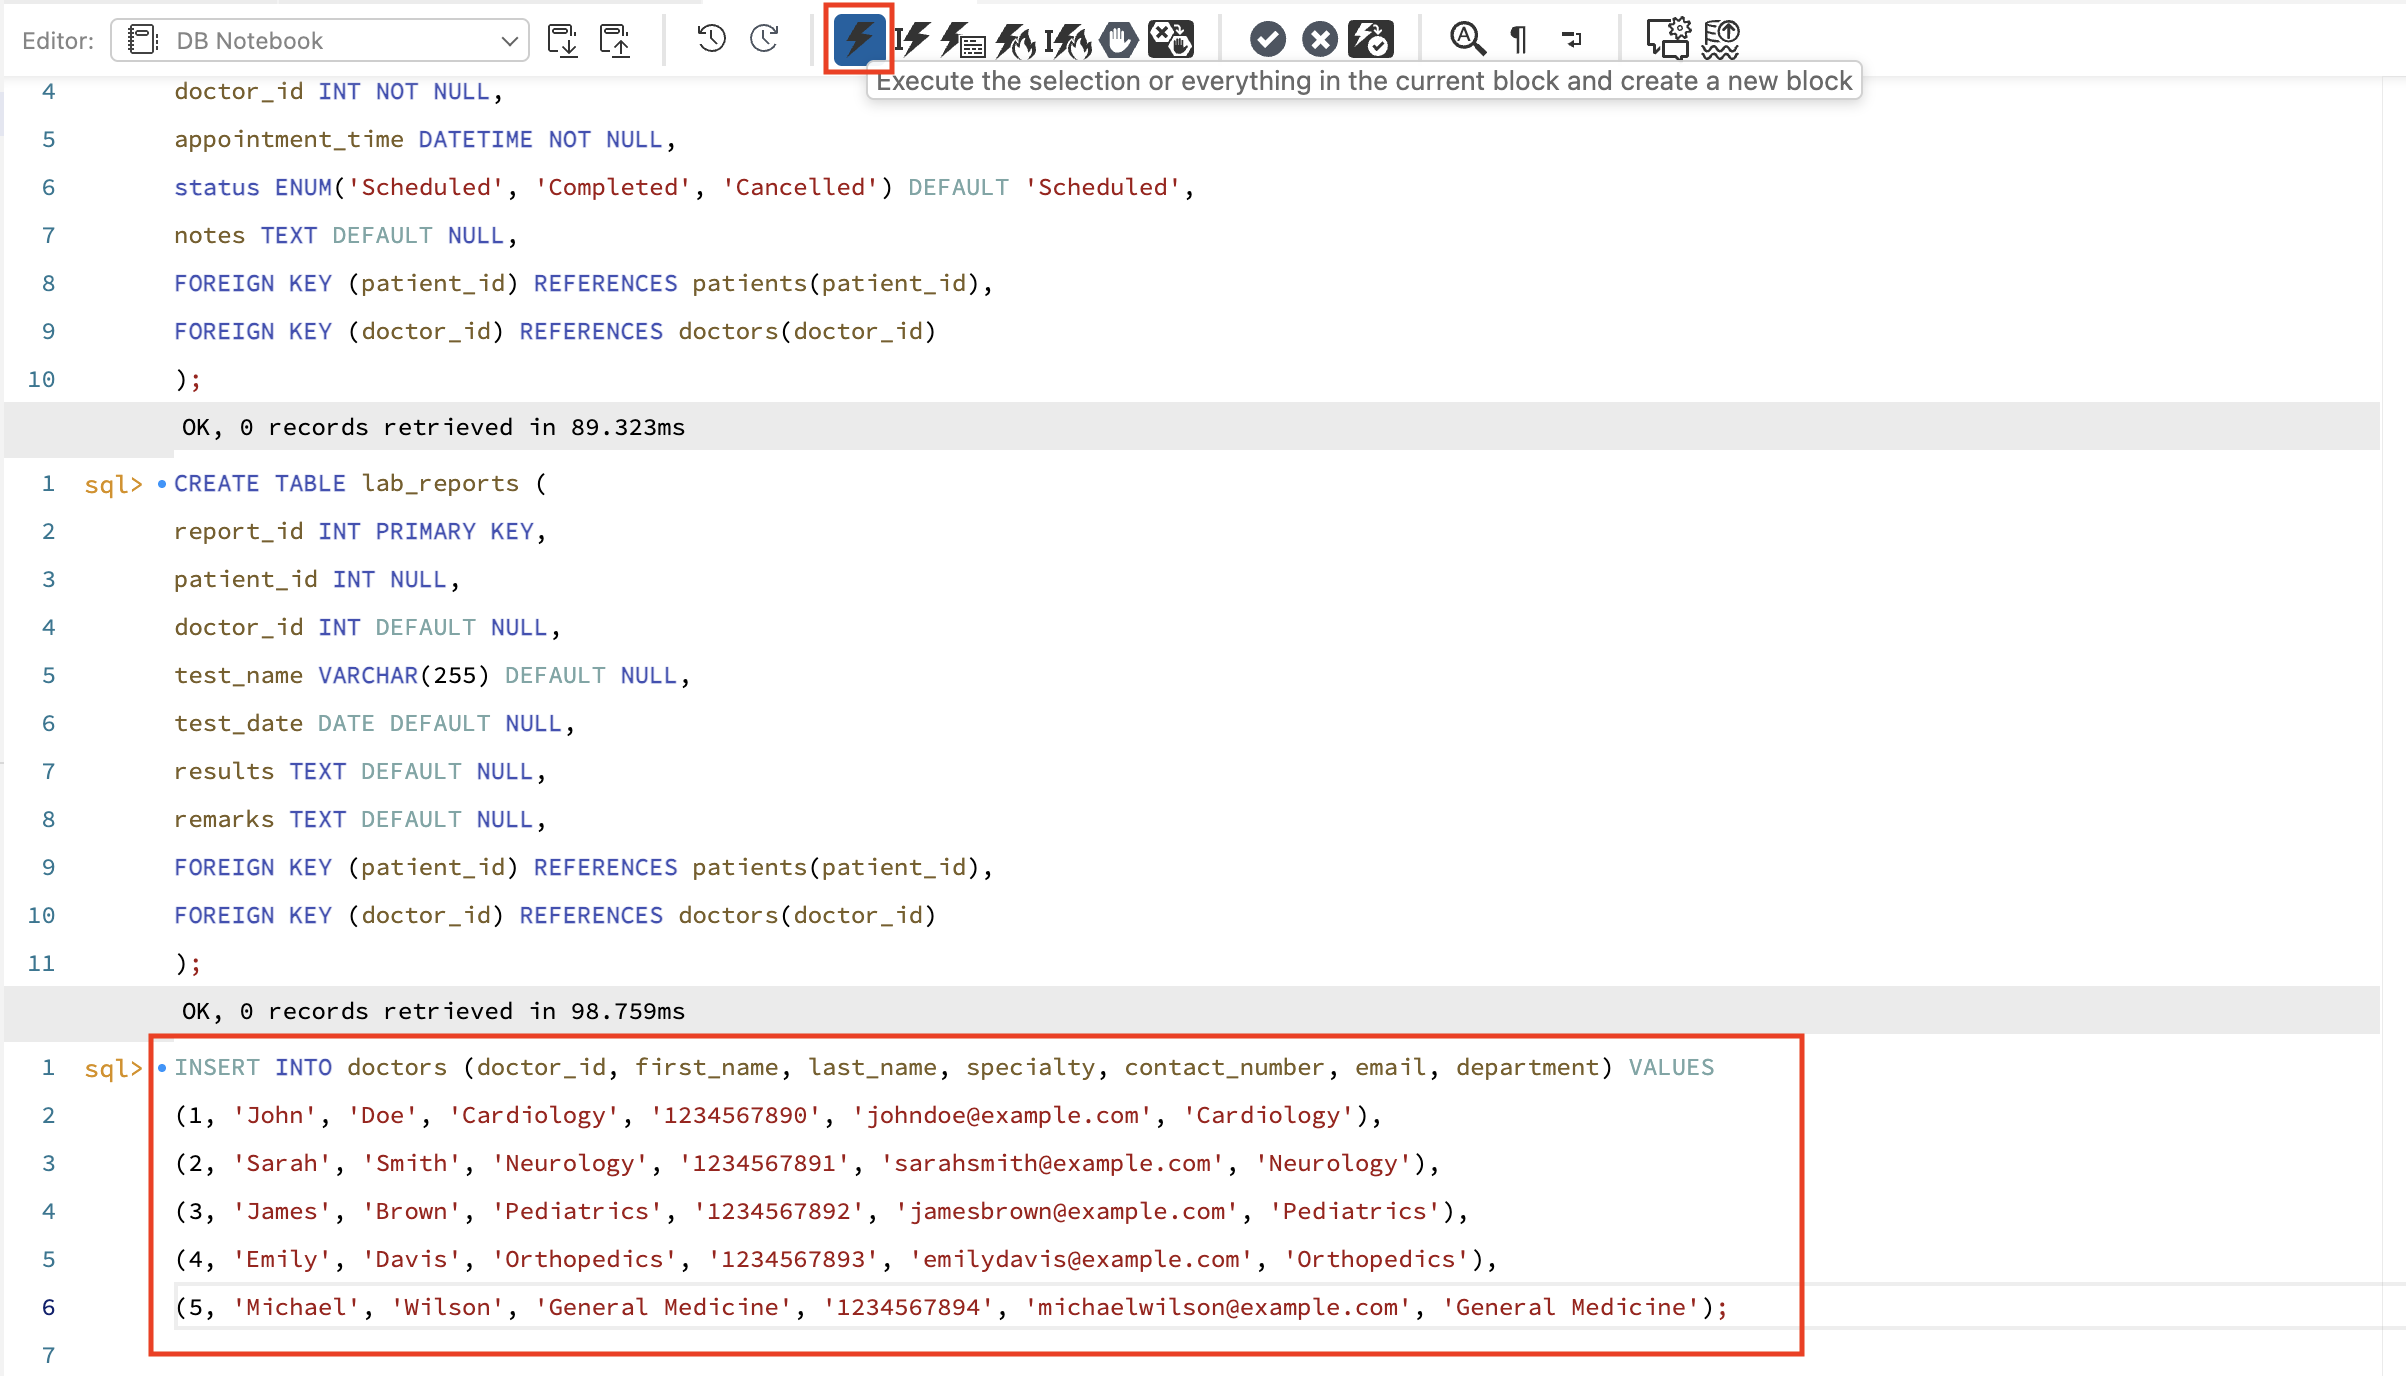 Editor: DB Notebook
Execute the selection or everything in the current block and create a new block
4 doctor_id INT NOT NULL,
5 appointment_time DATETIME NOT NULL,
6 status ENUM('Scheduled', 'Completed', 'Cancelled') DEFAULT 'Scheduled',
7 notes TEXT DEFAULT NULL,
8 FOREIGN KEY (patient_id) REFERENCES patients(patient_id),
9 FOREIGN KEY (doctor_id) REFERENCES doctors(doctor_id)
10 );
OK, 0 records retrieved in 89.323ms
1 sql> CREATE TABLE lab_reports (
2 report_id INT PRIMARY KEY,
3 patient_id INT NULL,
4 doctor_id INT DEFAULT NULL,
5 test_name VARCHAR(255) DEFAULT NULL,
6 test_date DATE DEFAULT NULL,
7 results TEXT DEFAULT NULL,
8 remarks TEXT DEFAULT NULL,
9 FOREIGN KEY (patient_id) REFERENCES patients(patient_id),
10 FOREIGN KEY (doctor_id) REFERENCES doctors(doctor_id)
11 );
OK, 0 records retrieved in 98.759ms
1 sql> INSERT INTO doctors (doctor_id, first_name, last_name, specialty, contact_number, email, department) VALUES
2 (1, 'John', 'Doe', 'Cardiology', '1234567890', 'johndoe@example.com', 'Cardiology'),
3 (2, 'Sarah', 'Smith', 'Neurology', '1234567891', 'sarahsmith@example.com', 'Neurology'),
4 (3, 'James', 'Brown', 'Pediatrics', '1234567892', 'jamesbrown@example.com', 'Pediatrics'),
5 (4, 'Emily', 'Davis', 'Orthopedics', '1234567893', 'emilydavis@example.com', 'Orthopedics'),
6 (5, 'Michael', 'Wilson', 'General Medicine', '1234567894', 'michaelwilson@example.com', 'General Medicine');
7